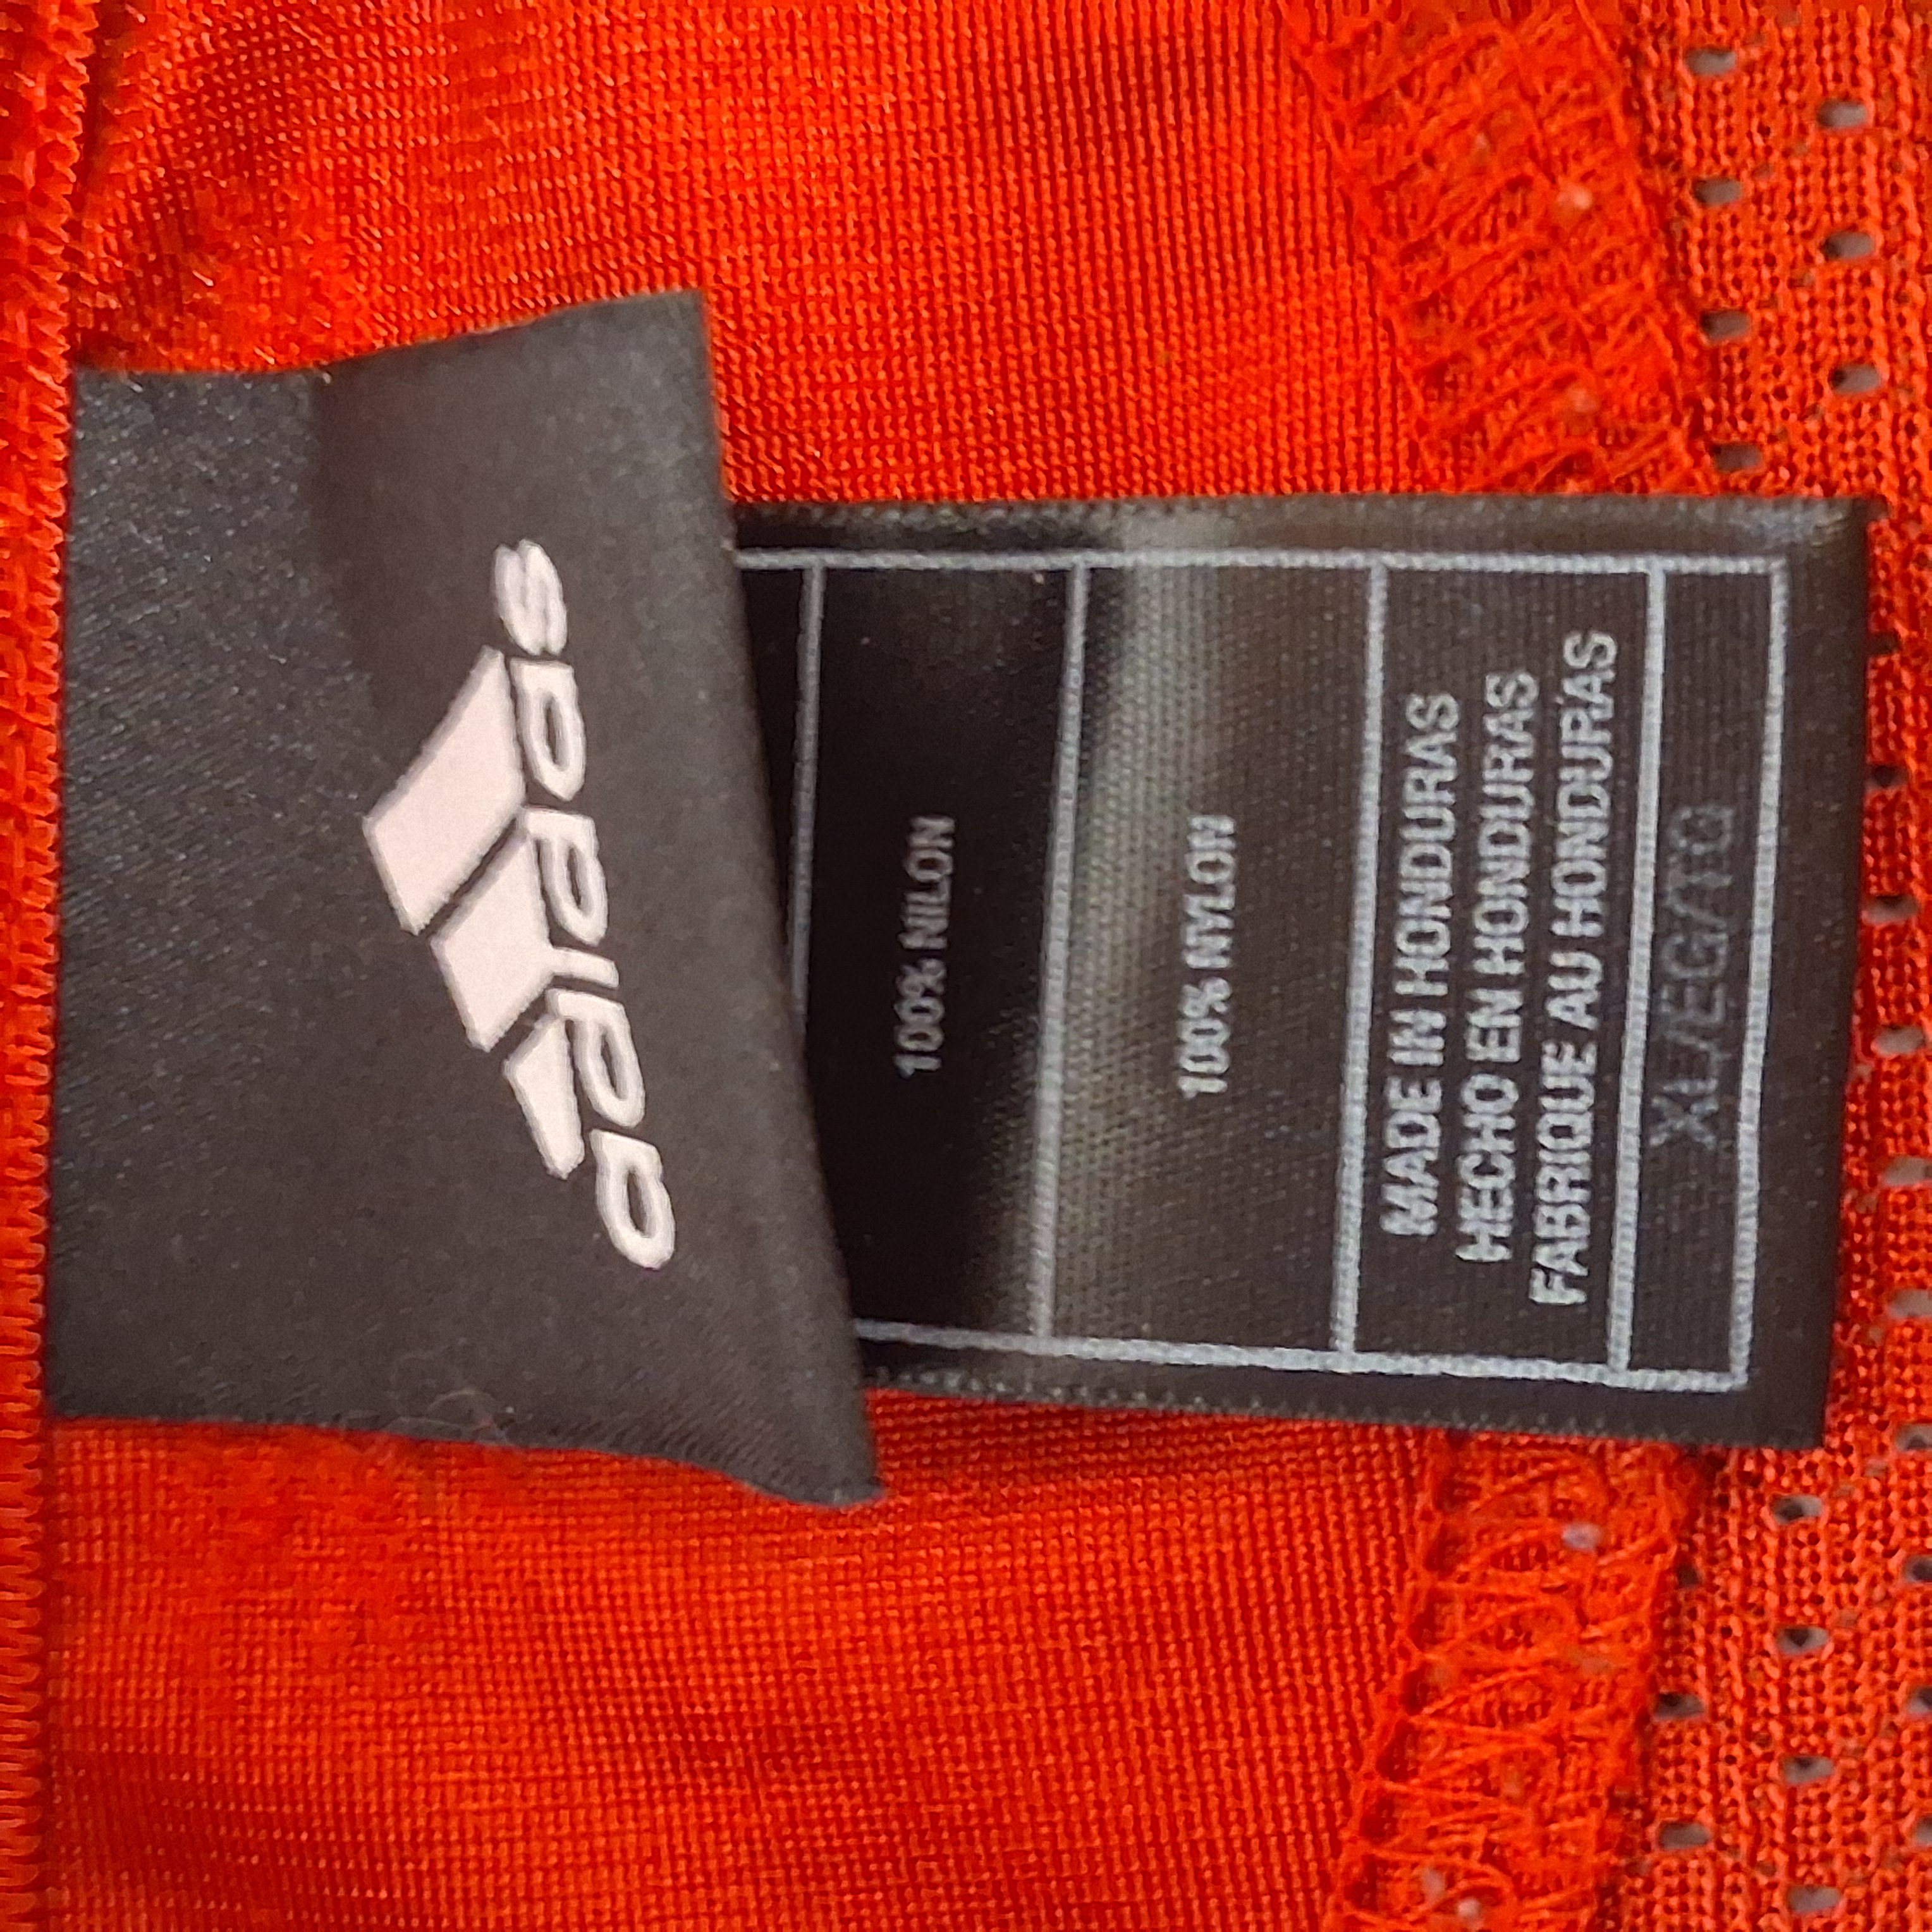 adidas
100% NILON
100% NYLON
MADE IN HONDURAS
HECHO EN HONDURAS
FABRIQUE AU HONDURAS
XL/EG/TG